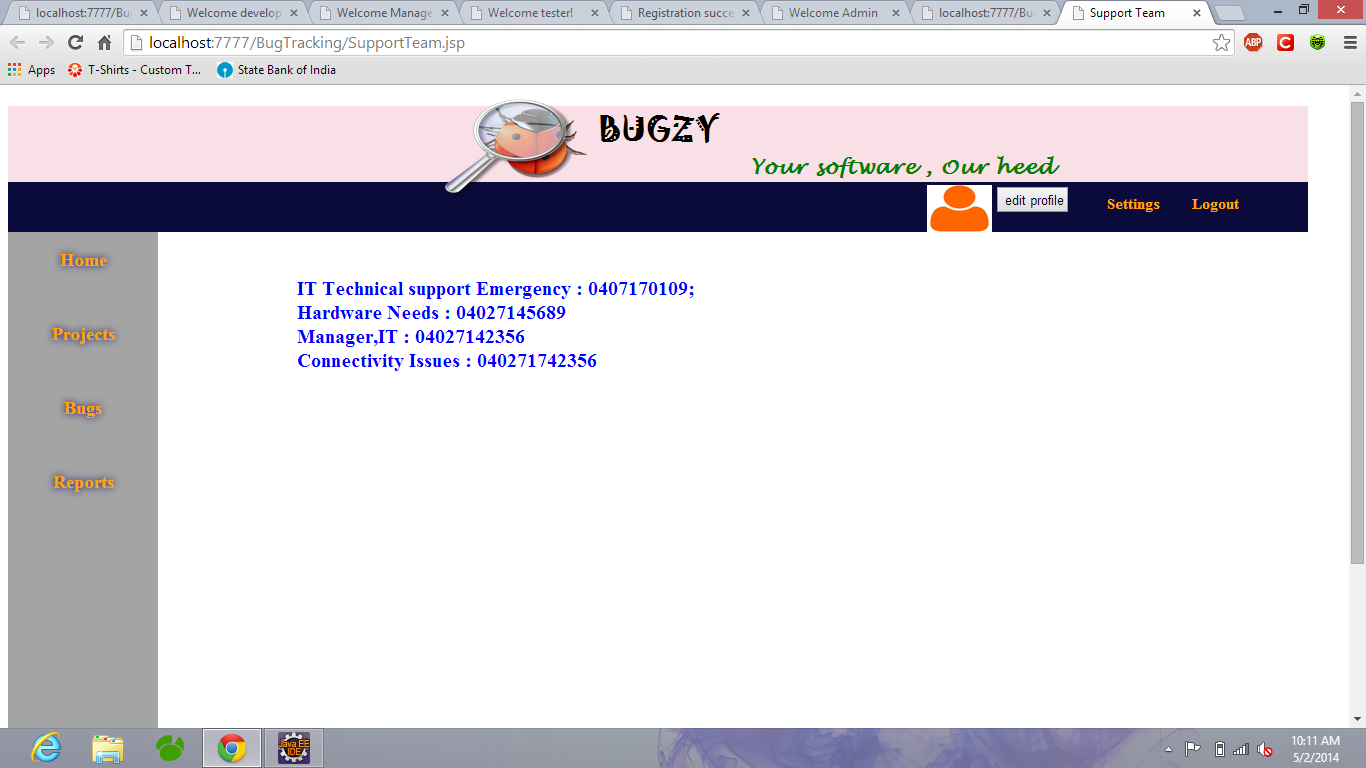 localhost:7777/Bu
Welcome develop
Welcome Manage
Welcome tester!
Registration succe
Welcome Admin
localhost:7777/Bu
Support Team
localhost:7777/BugTracking/SupportTeam.jsp
ABP
C
Apps
T-Shirts - Custom T...
State Bank of India
BUGZY
Your software , Our heed
edit profile
Settings
Logout
Home
Projects
Bugs
Reports
IT Technical support Emergency : 0407170109;
Hardware Needs : 04027145689
Manager,IT : 04027142356
Connectivity Issues : 040271742356
Java EE
IDE
10:11 AM
5/2/2014